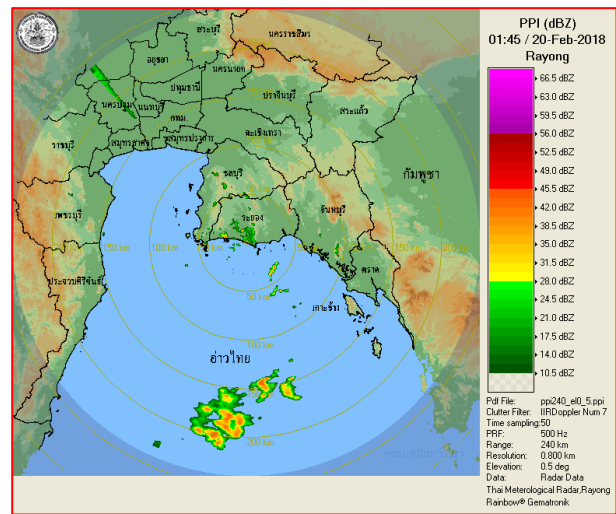 PPI (dBZ)
01:45 / 20-Feb-2018
Rayong
66.5 dBZ
63.0 dBZ
59.5 dBZ
56.0 dBZ
52.5 dBZ
49.0 dBZ
45.5 dBZ
42.0 dBZ
38.5 dBZ
35.0 dBZ
31.5 dBZ
28.0 dBZ
24.5 dBZ
21.0 dBZ
17.5 dBZ
14.0 dBZ
10.5 dBZ
Pdf File: ppi240_el0_5.ppi
Clutter Filter: IIRDoppler Num 7
Time sampling:50
PRF: 500 Hz
Range: 240 km
Resolution: 0.800 km
Elevation: 0.5 deg
Data: Radar Data
Thai Meterological Radar,Rayong
Rainbow® Gematronik
สระบุรี
นครราชสีมา
อยุธยา
นครนายก
ปทุมธานี
ปราจีนบุรี
นครปฐม
นนทบุรี
กทม.
สระแก้ว
ฉะเชิงเทรา
ราชบุรี
สมุทรสาคร
สมุทรปราการ
ชลบุรี
กัมพูชา
เพชรบุรี
ระยอง
จันทบุรี
150 km
100 km
150 km
200 km
ตราด
ประจวบคีรีขันธ์
50 km
เกาะช้าง
100 km
อ่าวไทย
200 km